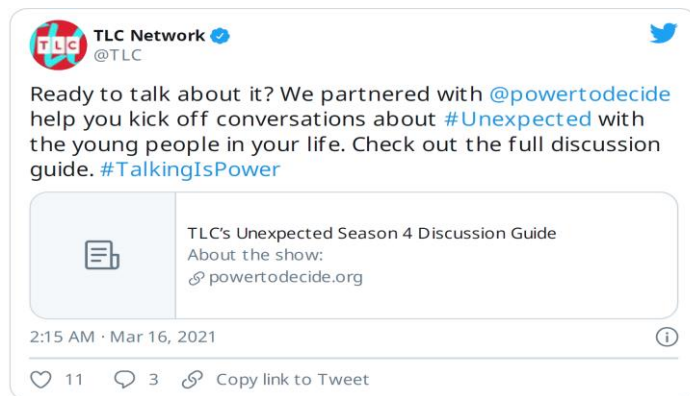 TLC
TLC Network
@TLC
Ready to talk about it? We partnered with @powertodecide
help you kick off conversations about #Unexpected with
the young people in your life. Check out the full discussion
guide. #TalkingIsPower
TLC’s Unexpected Season 4 Discussion Guide
About the show:
powertodecide.org
2:15 AM · Mar 16, 2021
11 3 Copy link to Tweet